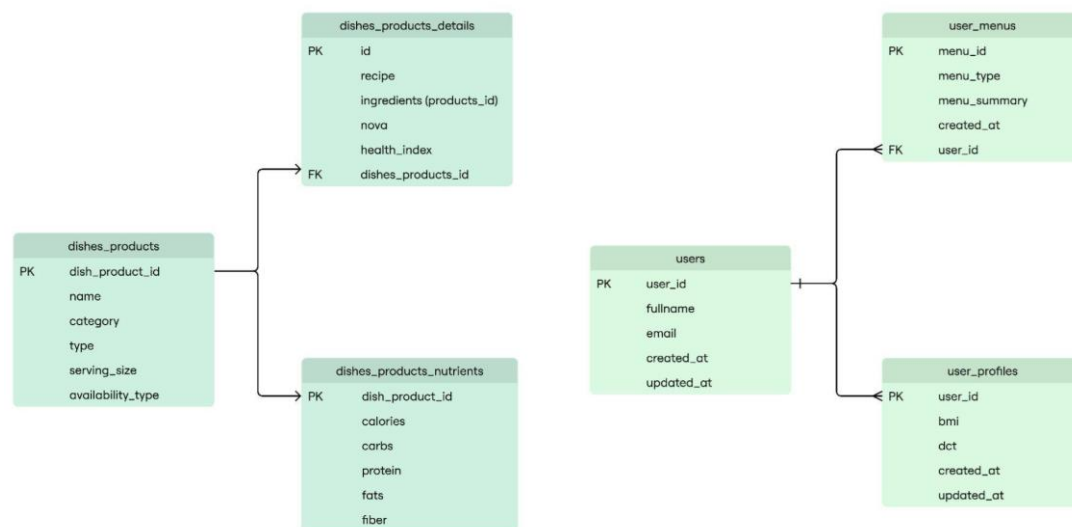 dishes_products_details
PK id
recipe
ingredients (products_id)
nova
health_index
FK dishes_products_id
dishes_products
PK dish_product_id
name
category
type
serving_size
availability_type
dishes_products_nutrients
PK dish_product_id
calories
carbs
protein
fats
fiber
user_menus
PK menu_id
menu_type
menu_summary
created_at
FK user_id
users
PK user_id
fullname
email
created_at
updated_at
user_profiles
PK user_id
bmi
dct
created_at
updated_at